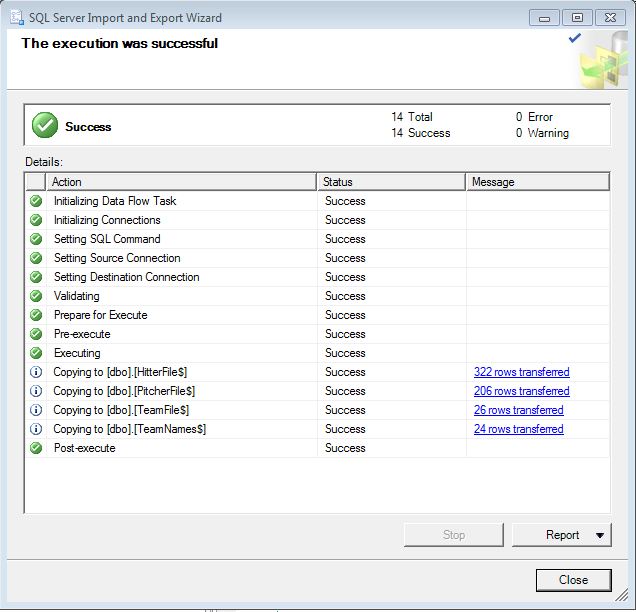 SQL Server Import and Export Wizard
The execution was successful
Success
14 Total 0 Error
14 Success 0 Warning
Details:
Action Status Message
Initializing Data Flow Task Success
Initializing Connections Success
Setting SQL Command Success
Setting Source Connection Success
Setting Destination Connection Success
Validating Success
Prepare for Execute Success
Pre-execute Success
Executing Success
Copying to [dbo].[HitterFile$] Success 322 rows transferred
Copying to [dbo].[PitcherFile$] Success 206 rows transferred
Copying to [dbo].[TeamFile$] Success 26 rows transferred
Copying to [dbo].[TeamNames$] Success 24 rows transferred
Post-execute Success
Stop Report
Close